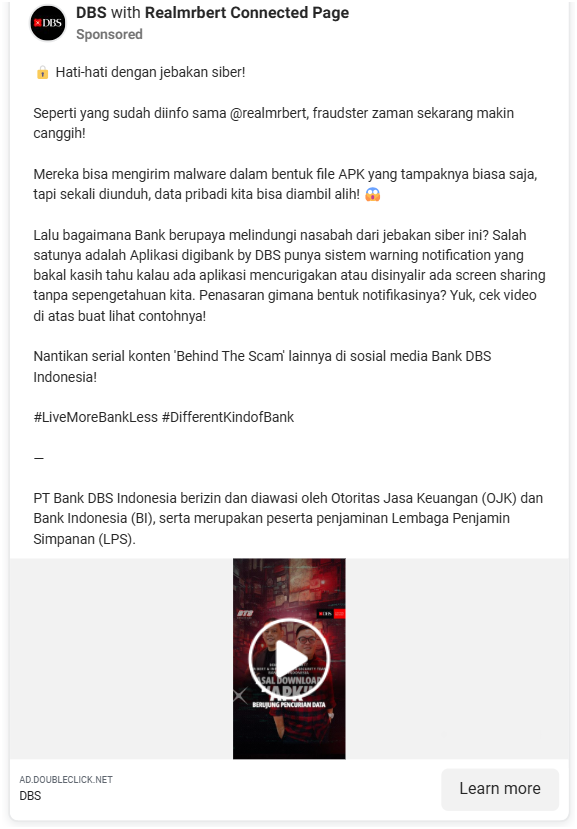 DBS with Realmrbert Connected Page
DBS
Sponsored
🔒 Hati-hati dengan jebakan siber!
Seperti yang sudah diinfo sama @realmrbert, fraudster zaman sekarang makin
canggih!
Mereka bisa mengirim malware dalam bentuk file APK yang tampaknya biasa saja,
tapi sekali diunduh, data pribadi kita bisa diambil alih! 😱
Lalu bagaimana Bank berupaya melindungi nasabah dari jebakan siber ini? Salah
satunya adalah Aplikasi digibank by DBS punya sistem warning notification yang
bakal kasih tahu kalau ada aplikasi mencurigakan atau disinyalir ada screen sharing
tanpa sepengetahuan kita. Penasaran gimana bentuk notifikasinya? Yuk, cek video
di atas buat lihat contohnya!
Nantikan serial konten 'Behind The Scam' lainnya di sosial media Bank DBS
Indonesia!
#LiveMoreBankLess #DifferentKindofBank
—
PT Bank DBS Indonesia berizin dan diawasi oleh Otoritas Jasa Keuangan (OJK) dan
Bank Indonesia (BI), serta merupakan peserta penjaminan Lembaga Penjamin
Simpanan (LPS).
DBS
ASAL DOWNLOAD
BERUJUNG PENCURIAN DATA
AD.DOUBLECLICK.NET
DBS
Learn more